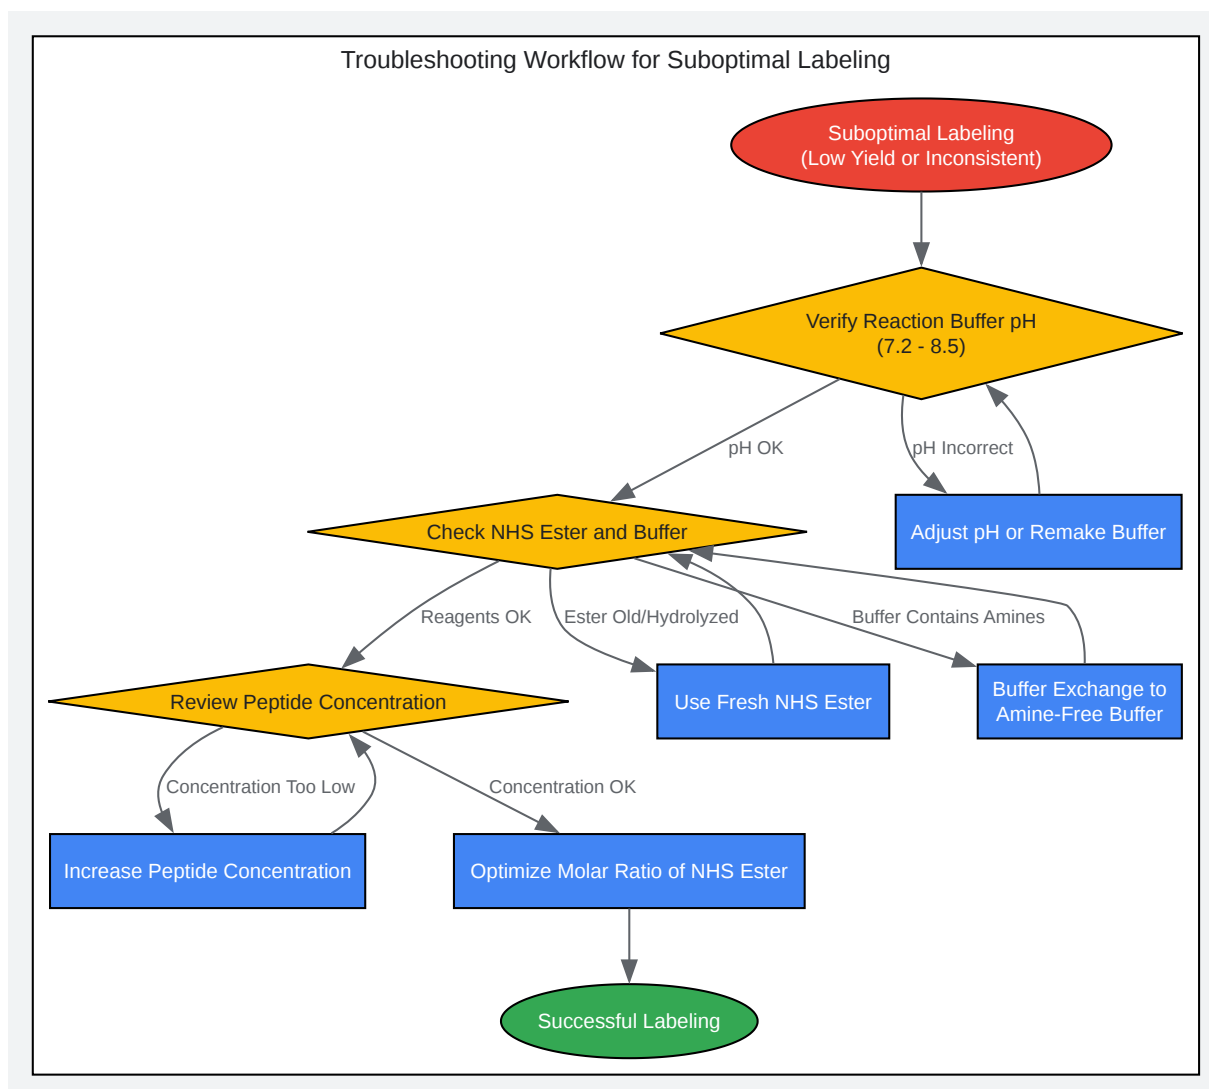 Troubleshooting Workflow for Suboptimal Labeling
Suboptimal Labeling
(Low Yield or Inconsistent)
Verify Reaction Buffer pH
(7.2 - 8.5)
pH OK
pH Incorrect
Check NHS Ester and Buffer
Adjust pH or Remake Buffer
Reagents OK
Ester Old/Hydrolyzed
Buffer Contains Amines
Review Peptide Concentration
Use Fresh NHS Ester
Buffer Exchange to
Amine-Free Buffer
Concentration Too Low
Concentration OK
Increase Peptide Concentration
Optimize Molar Ratio of NHS Ester
Successful Labeling